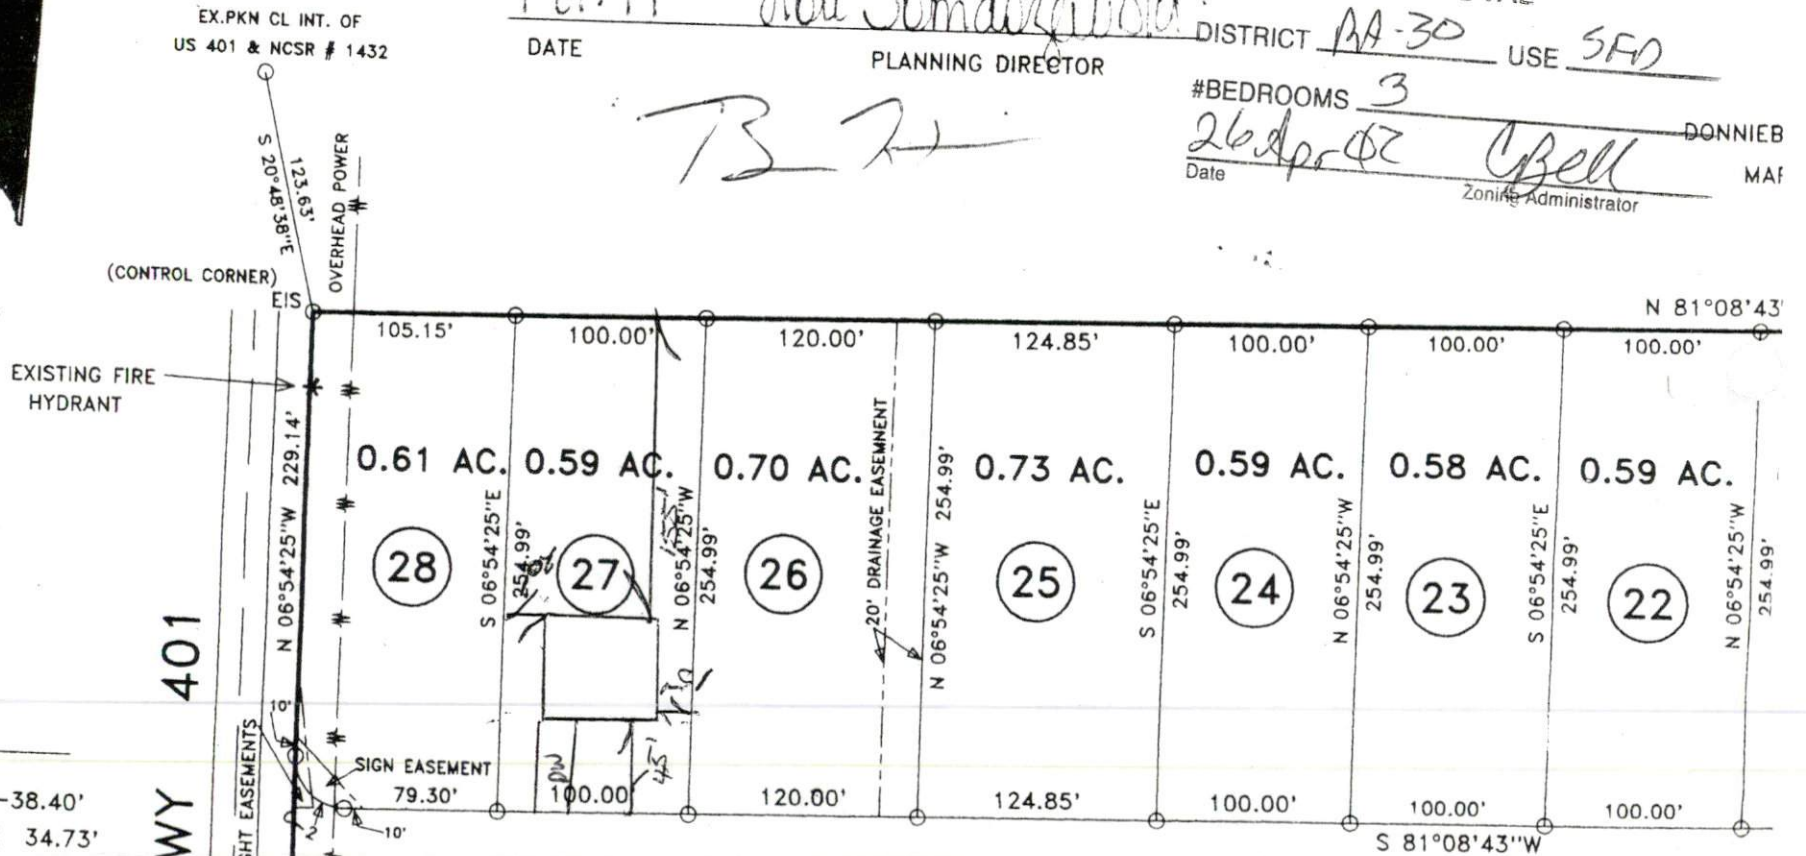 EX.PKN CL INT. OF
US 401 & NCSR # 1432
DATE
PLANNING DIRECTOR
DISTRICT RA-30 USE SFD
#BEDROOMS 3
26 Apr 02 CBell
Date
Zoning Administrator
DONNIEB
MAF
S 20°48'38"E
123.63'
OVERHEAD POWER
(CONTROL CORNER)
EIS
N 81°08'43'
105.15' 100.00' 120.00' 124.85' 100.00' 100.00' 100.00'
EXISTING FIRE
HYDRANT
N 06°54'25"W 229.14'
0.61 AC. 0.59 AC. 0.70 AC. 0.73 AC. 0.59 AC. 0.58 AC. 0.59 AC.
28 27 26 25 24 23 22
S 06°54'25"E
254.99'
N 06°54'25"W
254.99'
20' DRAINAGE EASEMNENT
N 06°54'25"W 254.99'
S 06°54'25"E
254.99'
N 06°54'25"W
254.99'
S 06°54'25"E
254.99'
N 06°54'25"W
254.99'
401
WY
10'
GHT EASEMENTS
SIGN EASEMENT
DW
45'
-38.40'
79.30' 100.00 120.00' 124.85' 100.00' 100.00' 100.00'
34.73'
10'
S 81°08'43"W